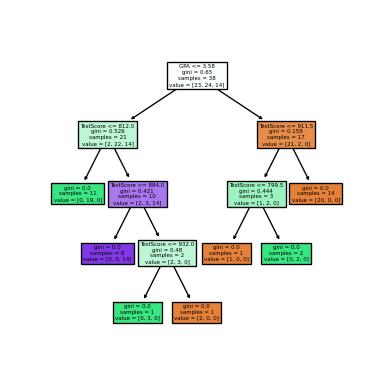 GPA <= 3.58
gini = 0.65
samples = 38
value = [23, 24, 14]
TestScore <= 812.0
gini = 0.526
samples = 21
value = [2, 22, 14]
TestScore <= 911.5
gini = 0.159
samples = 17
value = [21, 2, 0]
gini = 0.0
samples = 11
value = [0, 19, 0]
TestScore <= 884.0
gini = 0.421
samples = 10
value = [2, 3, 14]
TestScore <= 799.5
gini = 0.444
samples = 3
value = [1, 2, 0]
gini = 0.0
samples = 14
value = [20, 0, 0]
gini = 0.0
samples = 8
value = [0, 0, 14]
TestScore <= 932.0
gini = 0.48
samples = 2
value = [2, 3, 0]
gini = 0.0
samples = 1
value = [1, 0, 0]
gini = 0.0
samples = 2
value = [0, 2, 0]
gini = 0.0
samples = 1
value = [0, 3, 0]
gini = 0.0
samples = 1
value = [2, 0, 0]